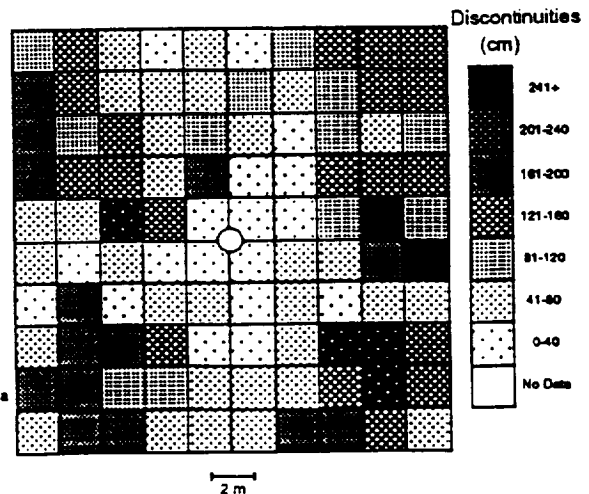 Discontinuities
(cm)
241+
201-240
161-200
121-160
81-120
41-80
0-40
No Data
a
2 m